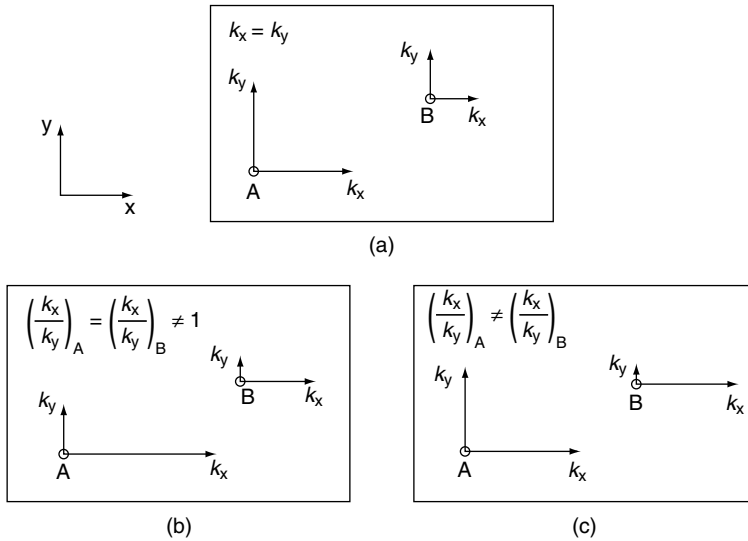 kx = ky
ky
ky
B
kx
A
kx
y
x
(a)
(kx/ky)A = (kx/ky)B ≠ 1
ky
B
kx
ky
A
kx
(b)
(kx/ky)A ≠ (kx/ky)B
ky
B
kx
ky
A
kx
(c)